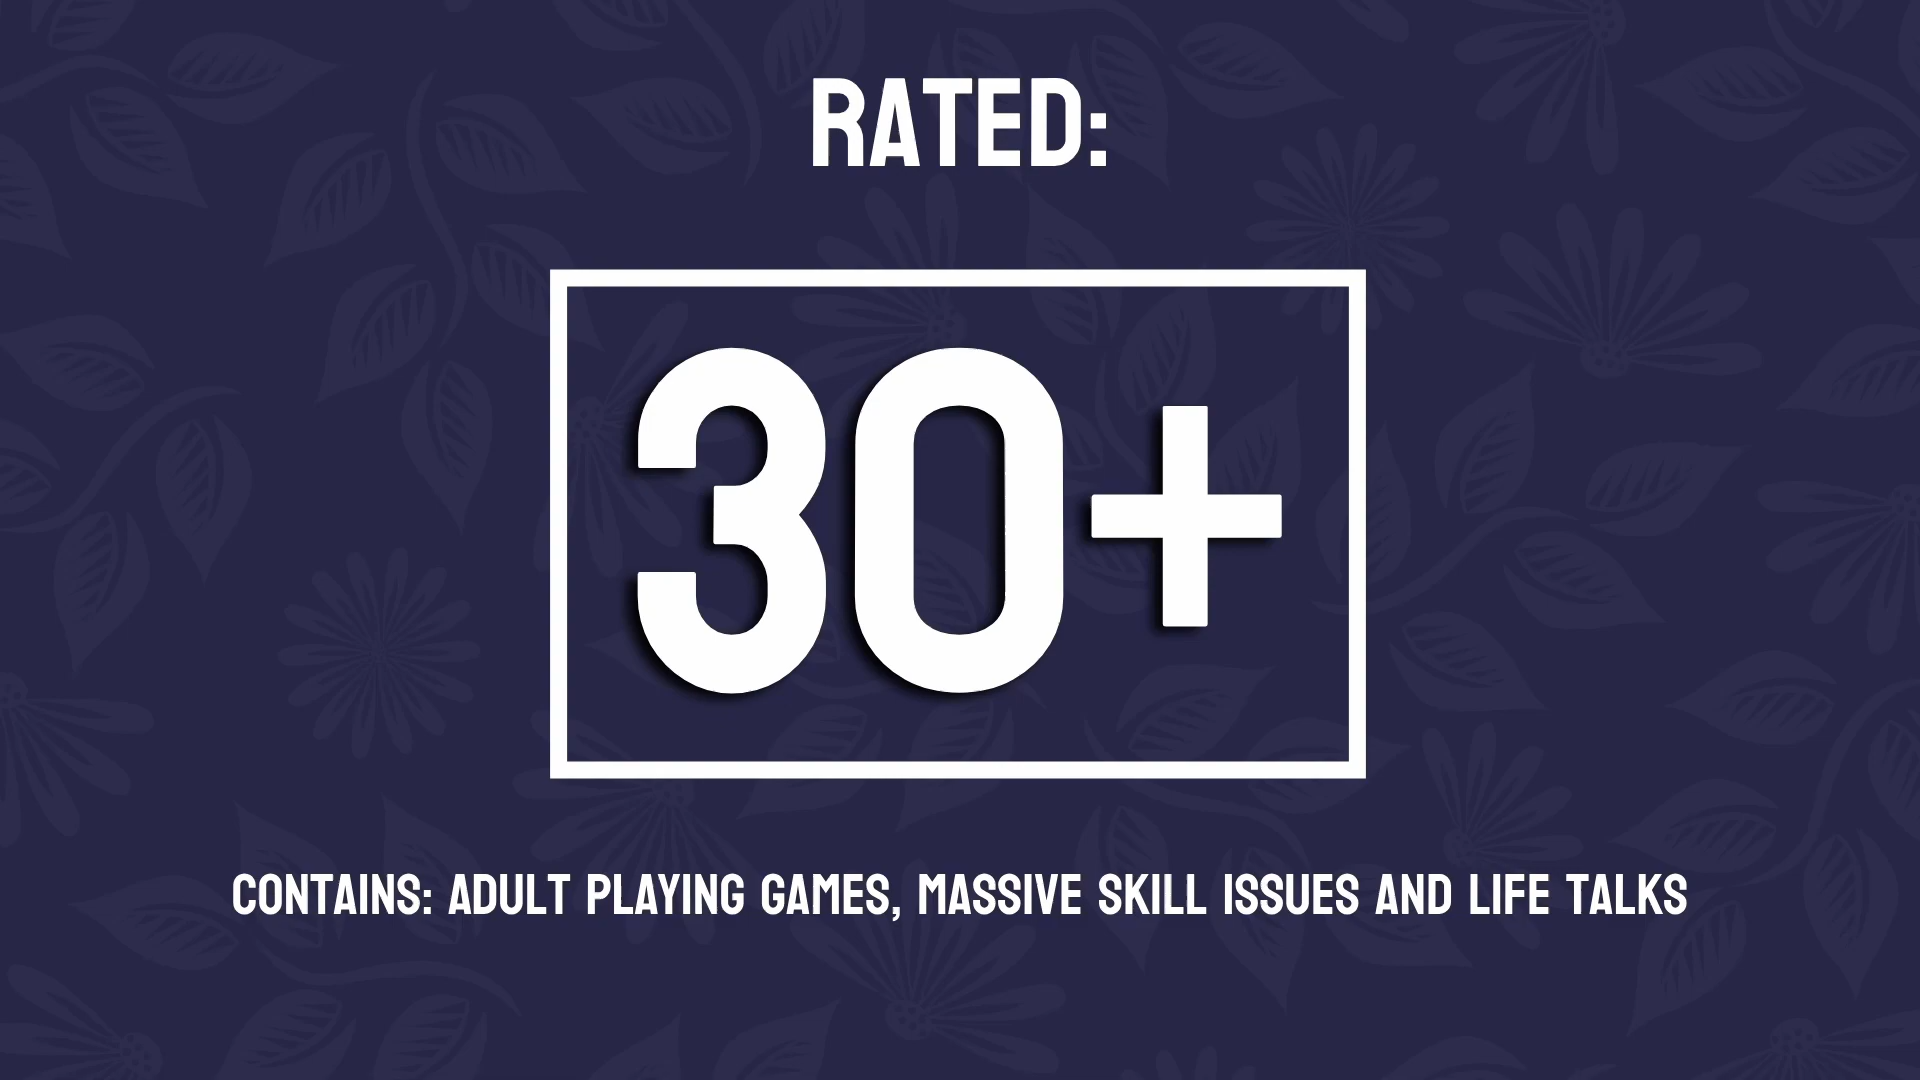 RATED:
30+
CONTAINS: ADULT PLAYING GAMES, MASSIVE SKILL ISSUES AND LIFE TALKS